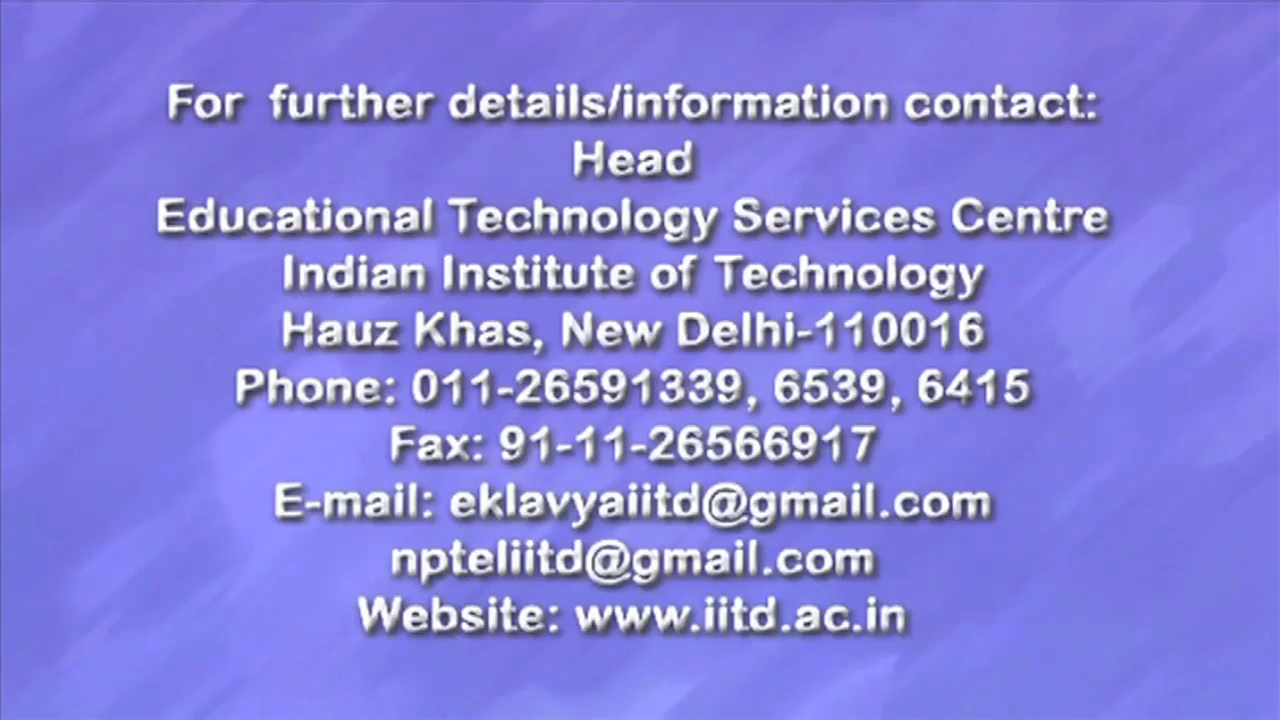 For further details/information contact:
Head
Educational Technology Services Centre
Indian Institute of Technology
Hauz Khas, New Delhi-110016
Phone: 011-26591339, 6539, 6415
Fax: 91-11-26566917
E-mail: eklavyaiitd@gmail.com
npteliitd@gmail.com
Website: www.iitd.ac.in